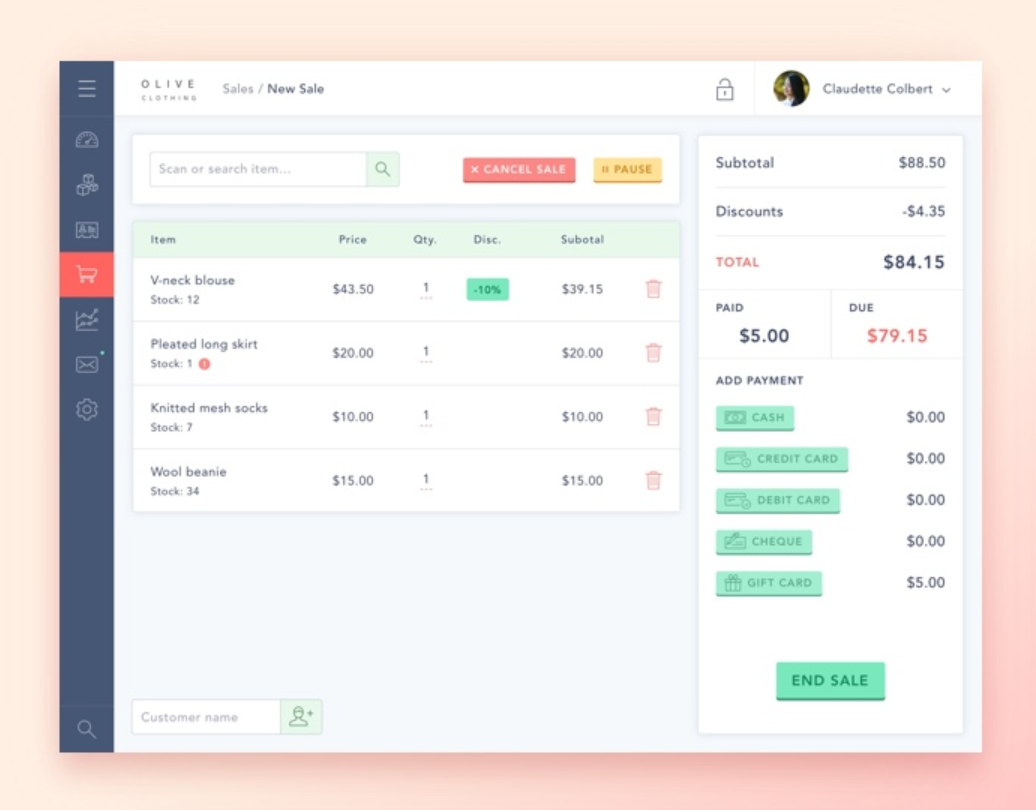 OLIVE
CLOTHING
Sales / New Sale
Claudette Colbert
Scan or search item...
× CANCEL SALE
II PAUSE
Item Price Qty. Disc. Subotal
V-neck blouse
Stock: 12
$43.50 1 -10% $39.15
Pleated long skirt
Stock: 1 !
$20.00 1 $20.00
Knitted mesh socks
Stock: 7
$10.00 1 $10.00
Wool beanie
Stock: 34
$15.00 1 $15.00
Customer name
Subtotal $88.50
Discounts -$4.35
TOTAL $84.15
PAID
$5.00
DUE
$79.15
ADD PAYMENT
CASH $0.00
CREDIT CARD $0.00
DEBIT CARD $0.00
CHEQUE $0.00
GIFT CARD $5.00
END SALE